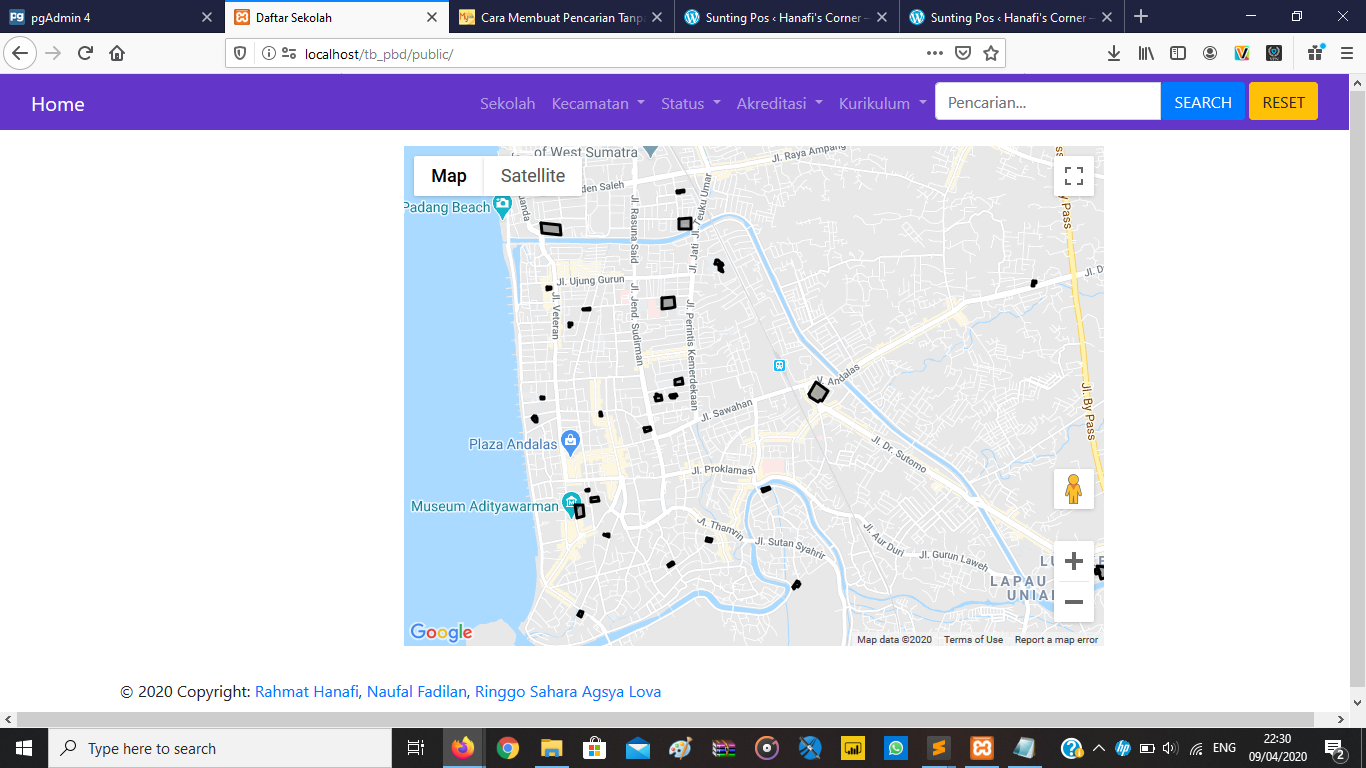 pgAdmin 4
Daftar Sekolah
Cara Membuat Pencarian Tanp
Sunting Pos ‹ Hanafi's Corner –
Sunting Pos ‹ Hanafi's Corner –
localhost/tb_pbd/public/
Home
Sekolah
Kecamatan
Status
Akreditasi
Kurikulum
Pencarian...
SEARCH
RESET
of West Sumatra
Jl. Raya Ampang
Map
Satellite
den Saleh
Padang Beach
Jl. Rasuna Said
Jl. Jati
Jl. Teuku Umar
By Pass
Jl. Ujung Gurun
Jl. Veteran
Jl. Jend. Sudirman
Jl. Perintis Kemerdekaan
Andalas
Jl. By Pass
Jl. Sawahan
Plaza Andalas
Jl. Dr. Sutomo
Jl. Proklamasi
Museum Adityawarman
Jl. Thamrin
Jl. Sutan Syahrir
Jl. Aur Duri
Jl. Gurun Laweh
LAPAU
UNIAN
Google
Map data ©2020
Terms of Use
Report a map error
© 2020 Copyright: Rahmat Hanafi, Naufal Fadilan, Ringgo Sahara Agsya Lova
Type here to search
ENG
22:30
09/04/2020
2